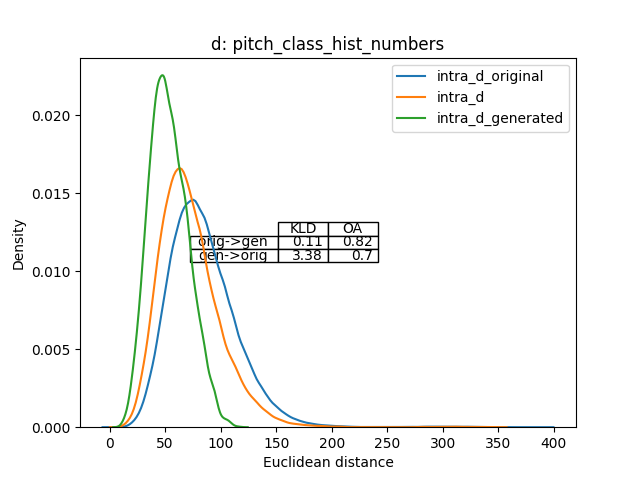 d: pitch_class_hist_numbers
intra_d_original
intra_d
intra_d_generated
KLD OA
orig->gen 0.11 0.82
gen->orig 3.38 0.7
Density
0.020
0.015
0.010
0.005
0.000
0 50 100 150 200 250 300 350 400
Euclidean distance